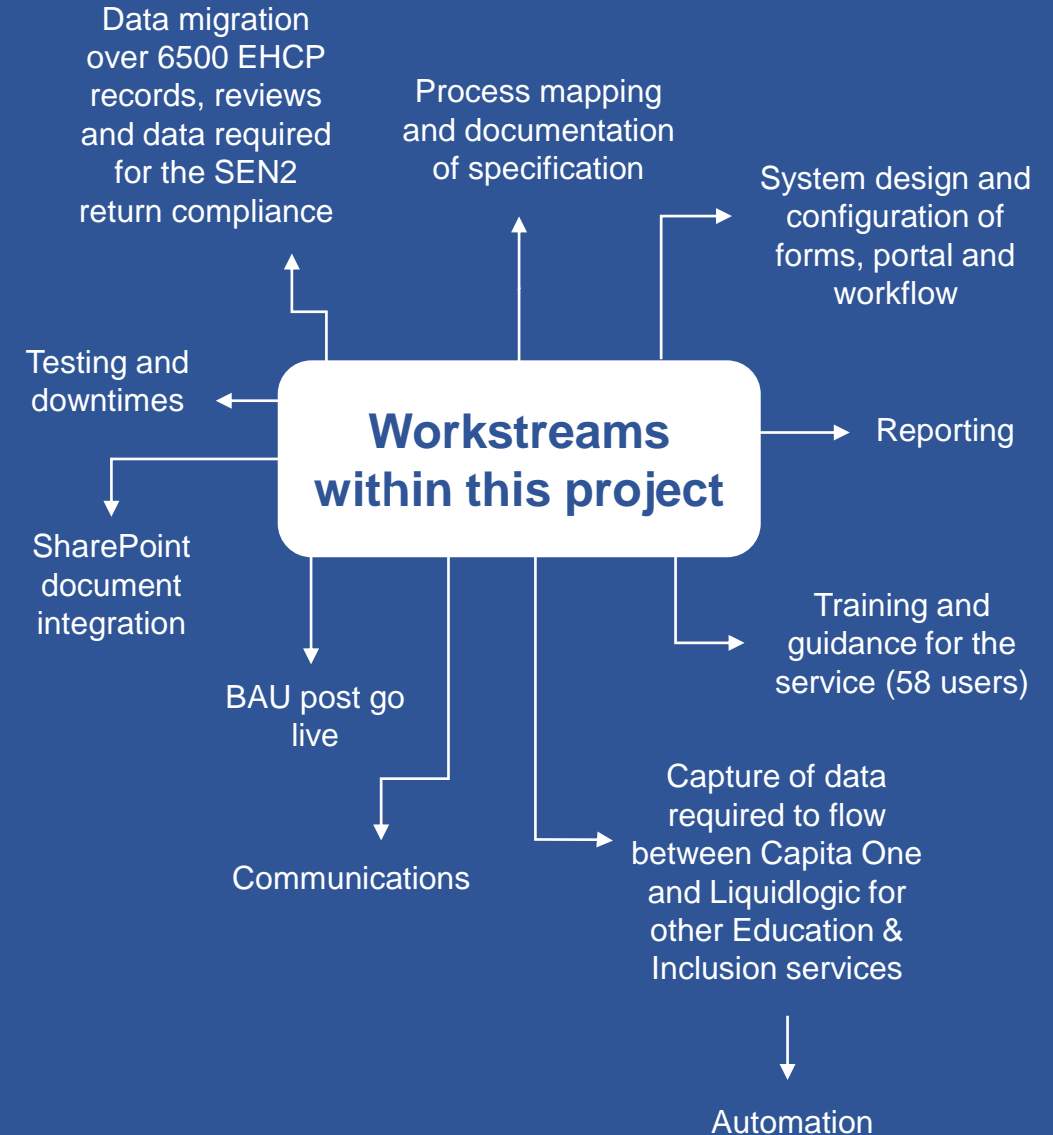 Data migration
over 6500 EHCP
records, reviews
and data required
for the SEN2
return compliance
Process mapping
and documentation
of specification
System design and
configuration of
forms, portal and
workflow
Testing and
downtimes
Workstreams
within this project
Reporting
SharePoint
document
integration
Training and
guidance for the
service (58 users)
BAU post go
live
Capture of data
required to flow
between Capita One
and Liquidlogic for
other Education &
Inclusion services
Communications
Automation